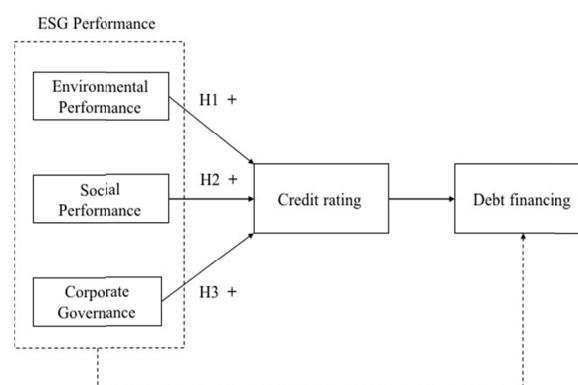 ESG Performance
Environmental
Performance
H1 +
Social
Performance
H2 +
Credit rating
Debt financing
Corporate
Governance
H3 +